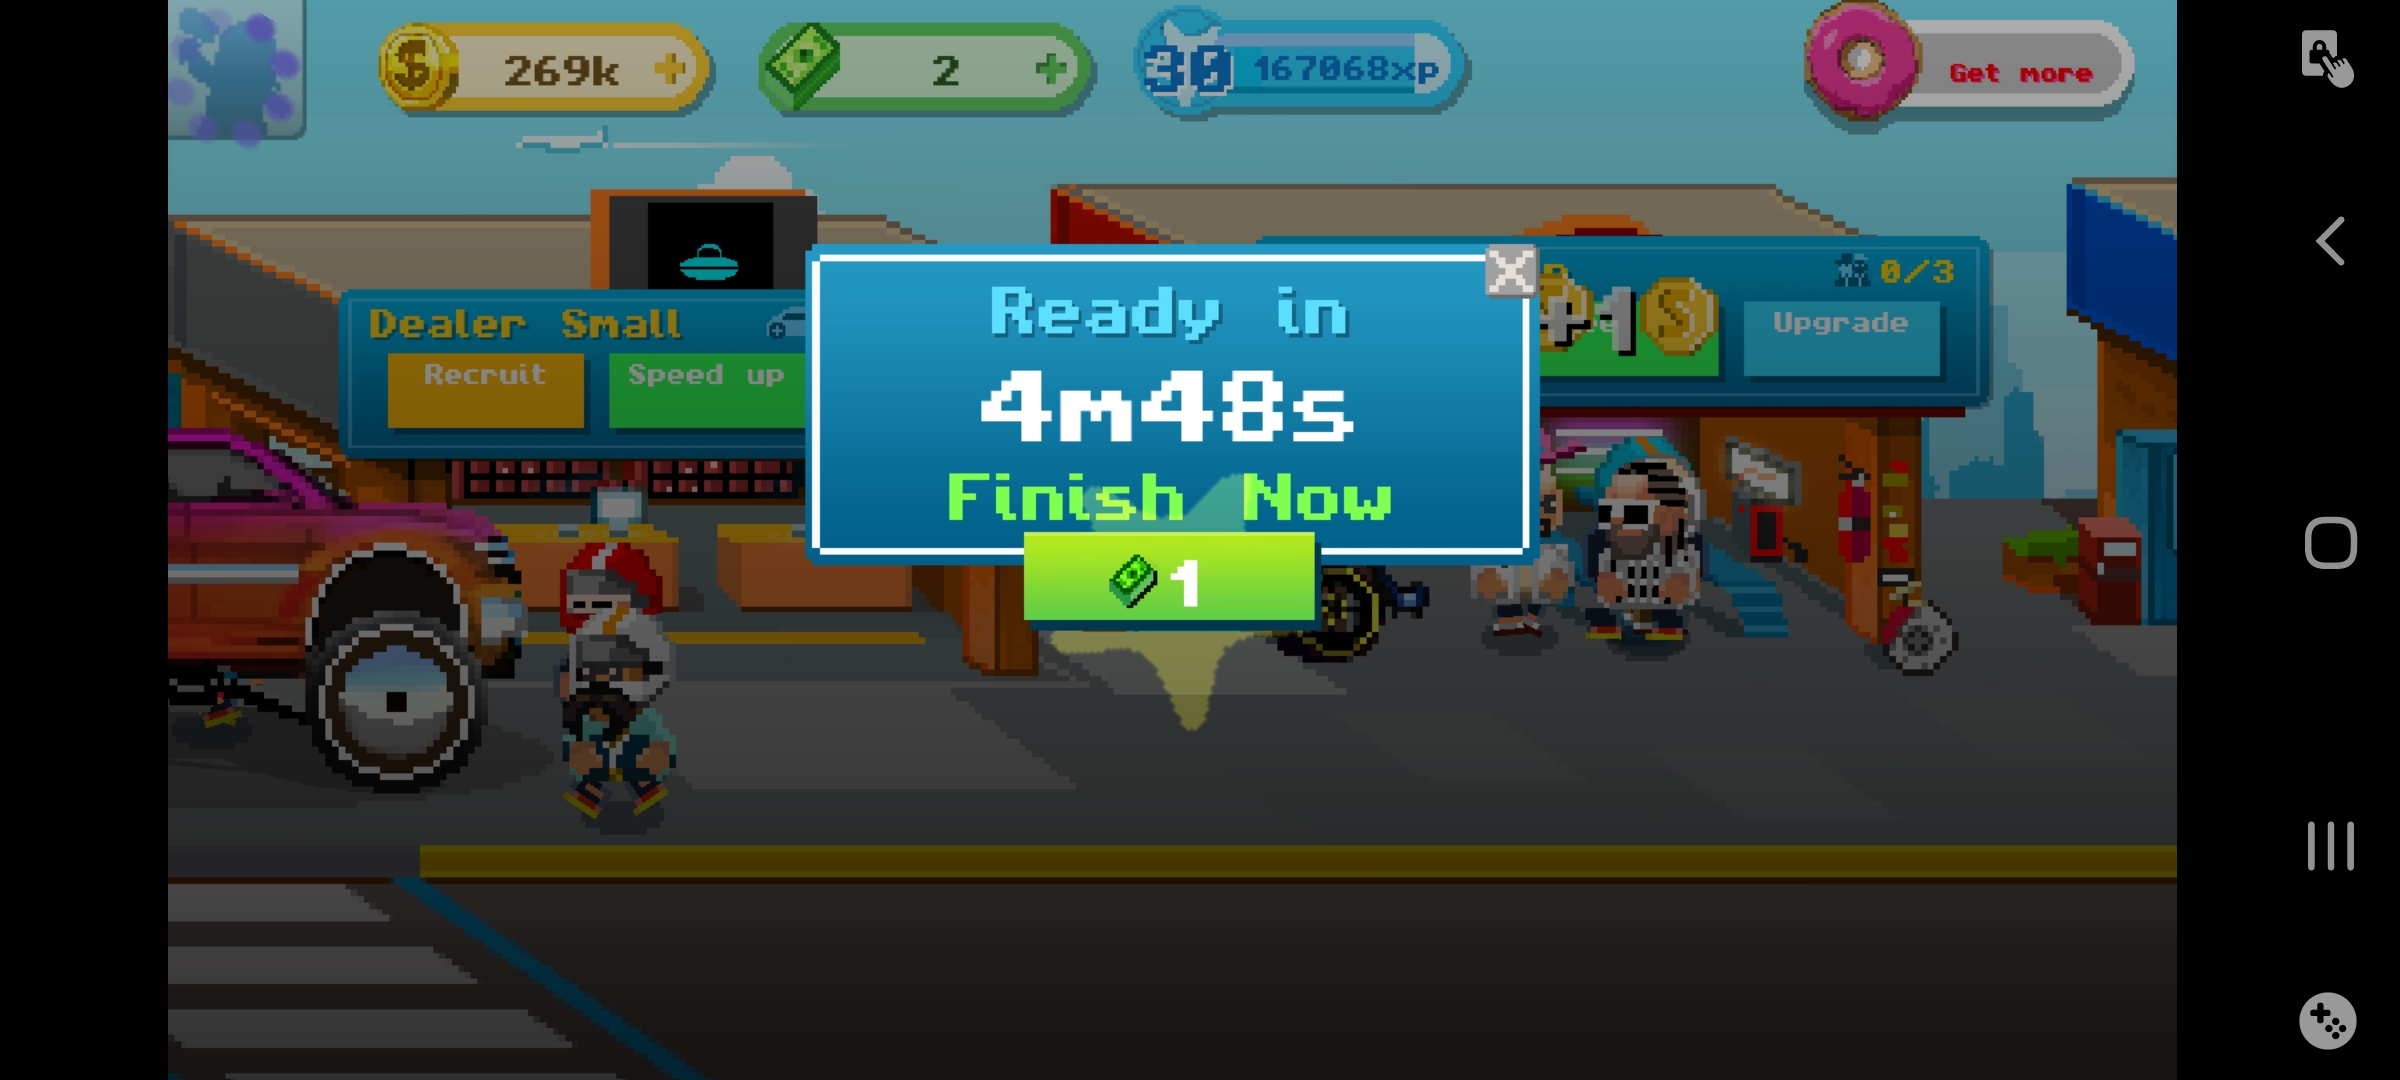 269k +
2 +
30 167068xp
Get more
Dealer Small
Recruit
Speed up
Ready in
4m48s
Finish Now
1
0/3
+1
Upgrade